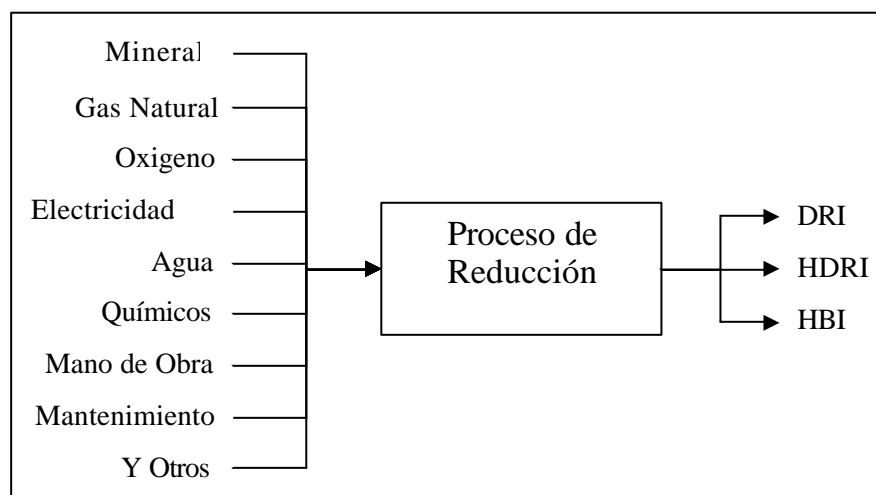 Mineral
Gas Natural
Oxigeno
Electricidad
Agua
Químicos
Mano de Obra
Mantenimiento
Y Otros
Proceso de
Reducción
DRI
HDRI
HBI